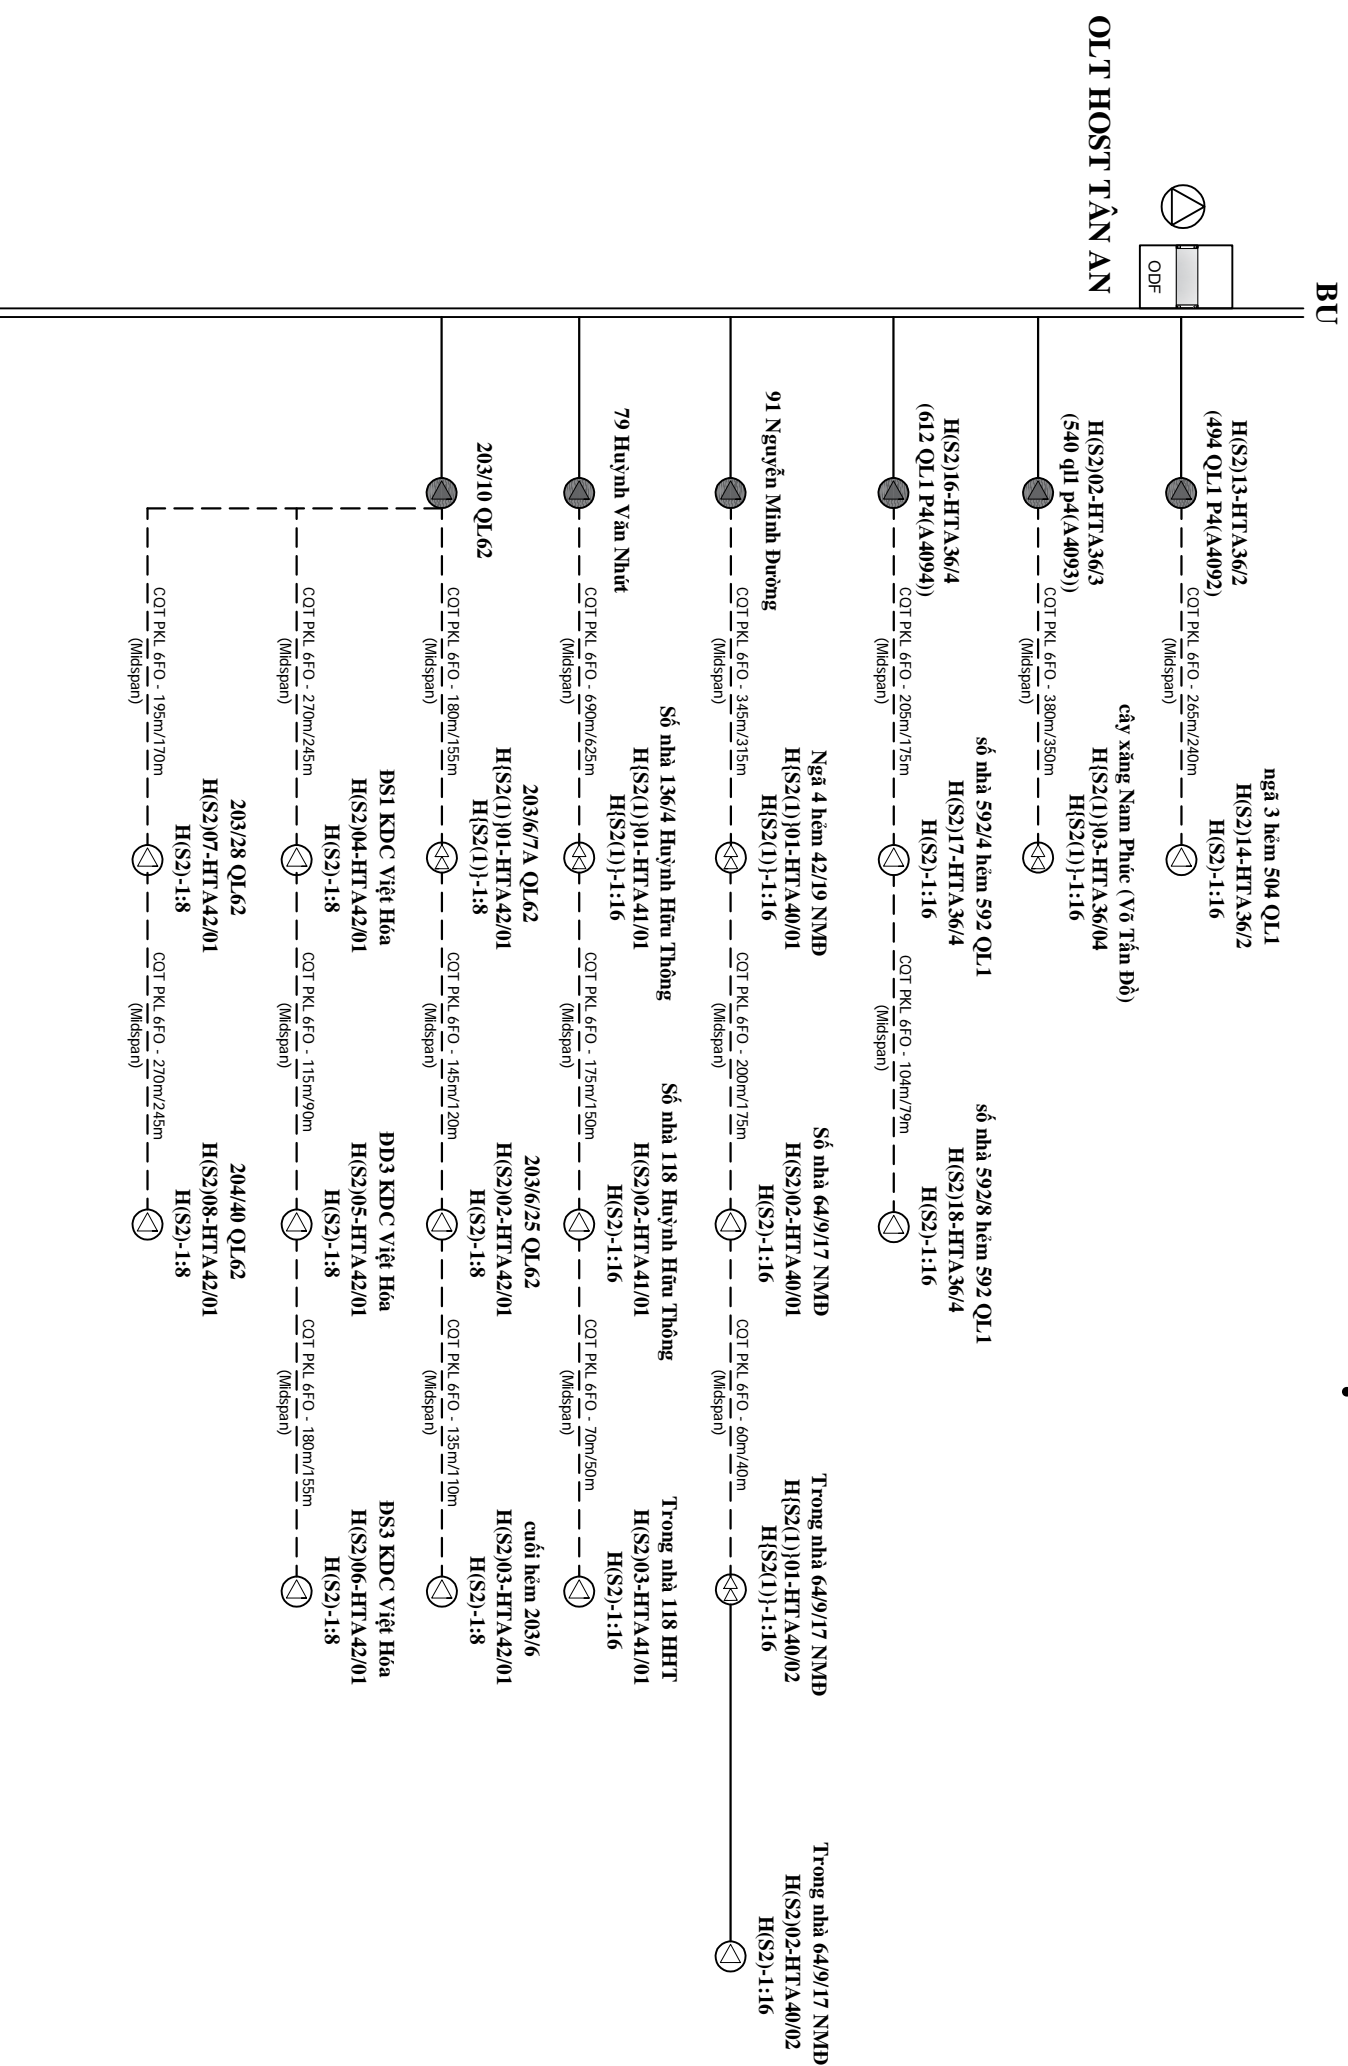 BU
OLT HOST TÂN AN
ODF
H(S2)13-HTA36/2
(494 QL1 P4(A4092)
CQT PKL 6FO - 265m/240m
(Midspan)
ngã 3 hẻm 504 QL1
H(S2)14-HTA36/2
H(S2)-1:16
H(S2)02-HTA36/3
(540 ql1 p4(A4093))
CQT PKL 6FO - 380m/350m
(Midspan)
cây xăng Nam Phúc (Võ Tấn Đồ)
H{S2(1)}03-HTA36/04
H{S2(1)}-1:16
H(S2)16-HTA36/4
(612 QL1 P4(A4094))
CQT PKL 6FO - 205m/175m
(Midspan)
số nhà 592/4 hẻm 592 QL1
H(S2)17-HTA36/4
H(S2)-1:16
CQT PKL 6FO - 104m/79m
(Midspan)
số nhà 592/8 hẻm 592 QL1
H(S2)18-HTA36/4
H(S2)-1:16
91 Nguyễn Minh Đường
CQT PKL 6FO - 345m/315m
(Midspan)
Ngã 4 hẻm 42/19 NMĐ
H{S2(1)}01-HTA40/01
H{S2(1)}-1:16
CQT PKL 6FO - 200m/175m
(Midspan)
Số nhà 64/9/17 NMĐ
H(S2)02-HTA40/01
H(S2)-1:16
CQT PKL 6FO - 60m/40m
(Midspan)
Trong nhà 64/9/17 NMĐ
H{S2(1)}01-HTA40/02
H{S2(1)}-1:16
Trong nhà 64/9/17 NMĐ
H(S2)02-HTA40/02
H(S2)-1:16
79 Huỳnh Văn Nhứt
CQT PKL 6FO - 690m/625m
(Midspan)
Số nhà 136/4 Huỳnh Hữu Thông
H{S2(1)}01-HTA41/01
H{S2(1)}-1:16
CQT PKL 6FO - 175m/150m
(Midspan)
Số nhà 118 Huỳnh Hữu Thông
H(S2)02-HTA41/01
H(S2)-1:16
CQT PKL 6FO - 70m/50m
(Midspan)
Trong nhà 118 HHT
H(S2)03-HTA41/01
H(S2)-1:16
203/10 QL62
CQT PKL 6FO - 180m/155m
(Midspan)
203/6/7A QL62
H{S2(1)}01-HTA42/01
H{S2(1)}-1:8
CQT PKL 6FO - 145m/120m
(Midspan)
203/6/25 QL62
H(S2)02-HTA42/01
H(S2)-1:8
CQT PKL 6FO - 135m/110m
(Midspan)
cuối hẻm 203/6
H(S2)03-HTA42/01
H(S2)-1:8
CQT PKL 6FO - 270m/245m
(Midspan)
ĐS1 KDC Việt Hóa
H(S2)04-HTA42/01
H(S2)-1:8
CQT PKL 6FO - 115m/90m
(Midspan)
ĐD3 KDC Việt Hóa
H(S2)05-HTA42/01
H(S2)-1:8
CQT PKL 6FO - 180m/155m
(Midspan)
ĐS3 KDC Việt Hóa
H(S2)06-HTA42/01
H(S2)-1:8
CQT PKL 6FO - 195m/170m
(Midspan)
203/28 QL62
H(S2)07-HTA42/01
H(S2)-1:8
CQT PKL 6FO - 270m/245m
(Midspan)
204/40 QL62
H(S2)08-HTA42/01
H(S2)-1:8